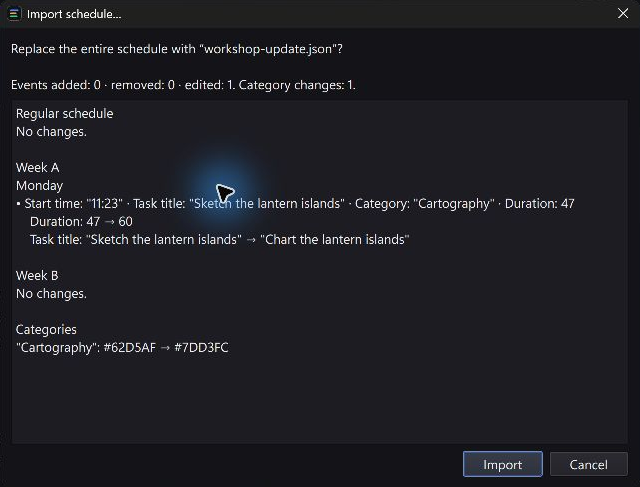 Import schedule...
Replace the entire schedule with “workshop-update.json”?
Events added: 0 · removed: 0 · edited: 1. Category changes: 1.
Regular schedule
No changes.
Week A
Monday
• Start time: "11:23" · Task title: "Sketch the lantern islands" · Category: "Cartography" · Duration: 47
Duration: 47 → 60
Task title: "Sketch the lantern islands" → "Chart the lantern islands"
Week B
No changes.
Categories
"Cartography": #62D5AF → #7DD3FC
Import
Cancel